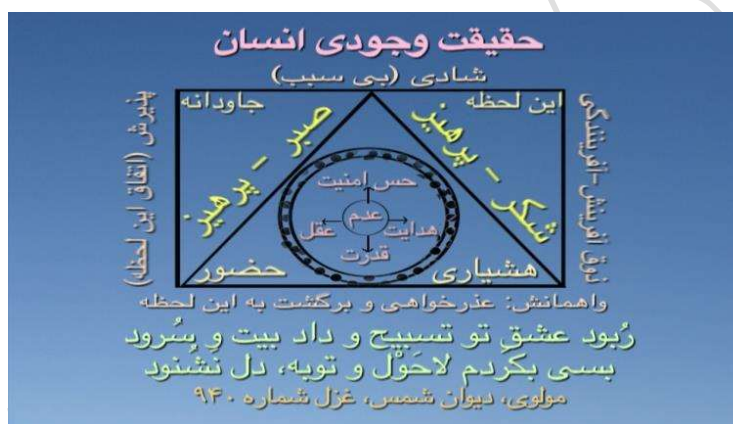 حقیقت وجودی انسان
شادی (بی سبب)
این لحظه
جاودانه
ذوق آفرینش-آفرینندگی
شکر - پرهیز
صبر - پرهیز
پذیرش (اتفاق این لحظه)
حس امنیت
هدایت
عدم
عقل
قدرت
هشیاری
حضور
واهمانش: عذرخواهی و برگشت به این لحظه
رُبود عشقِ تو تسبیح و داد بیت و سُرود
بسی بکردم لاحَوْل و توبه، دل نَشْنود
مولوی، دیوان شمس، غزل شماره ۹۴۰